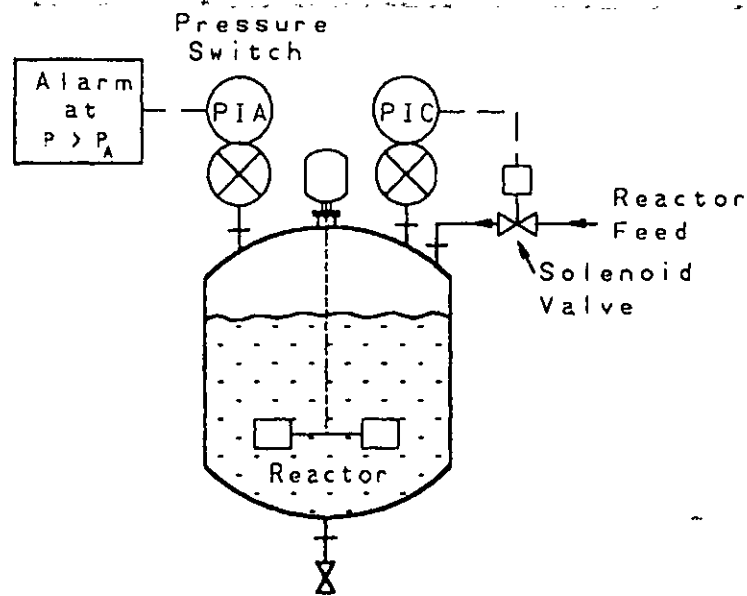 Pressure
Switch
Alarm
at
P > PA
PIA
PIC
Reactor
Feed
Solenoid
Valve
Reactor